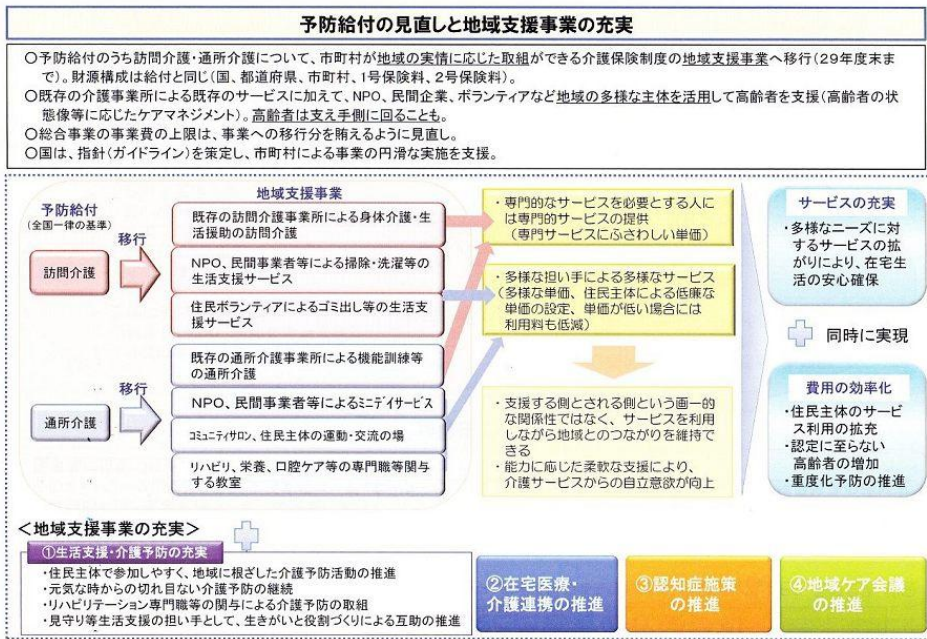 予防給付の見直しと地域支援事業の充実
○予防給付のうち訪問介護・通所介護について、市町村が地域の実情に応じた取組ができる介護保険制度の地域支援事業へ移行(29年度末
まで)。財源構成は給付と同じ(国、都道府県、市町村、1号保険料、2号保険料)。
○既存の介護事業所による既存のサービスに加えて、NPO、民間企業、ボランティアなど地域の多様な主体を活用して高齢者を支援(高齢者の状
態像等に応じたケアマネジメント)。高齢者は支え手側に回ることも。
○総合事業の事業費の上限は、事業への移行分を賄えるように見直し。
○国は、指針(ガイドライン)を策定し、市町村による事業の円滑な実施を支援。
予防給付
(全国一律の基準)
訪問介護
移行
通所介護
移行
地域支援事業
既存の訪問介護事業所による身体介護・生
活援助の訪問介護
NPO、民間事業者等による掃除・洗濯等の
生活支援サービス
住民ボランティアによるゴミ出し等の生活支
援サービス
既存の通所介護事業所による機能訓練等
の通所介護
NPO、民間事業者等によるミニデイサービス
コミュニティサロン、住民主体の運動・交流の場
リハビリ、栄養、口腔ケア等の専門職等関与
する教室
・専門的なサービスを必要とする人に
は専門的サービスの提供
(専門サービスにふさわしい単価)
・多様な担い手による多様なサービス
(多様な単価、住民主体による低廉な
単価の設定、単価が低い場合には
利用料も低減)
・支援する側とされる側という画一的
な関係性ではなく、サービスを利用
しながら地域とのつながりを維持で
きる
・能力に応じた柔軟な支援により、
介護サービスからの自立意欲が向上
サービスの充実
・多様なニーズに対
するサービスの拡
がりにより、在宅生
活の安心確保
同時に実現
費用の効率化
・住民主体のサービ
ス利用の拡充
・認定に至らない
高齢者の増加
・重度化予防の推進
<地域支援事業の充実>
①生活支援・介護予防の充実
・住民主体で参加しやすく、地域に根ざした介護予防活動の推進
・元気な時からの切れ目ない介護予防の継続
・リハビリテーション専門職等の関与による介護予防の取組
・見守り等生活支援の担い手として、生きがいと役割づくりによる互助の推進
②在宅医療・
介護連携の推進
③認知症施策
の推進
④地域ケア会議
の推進